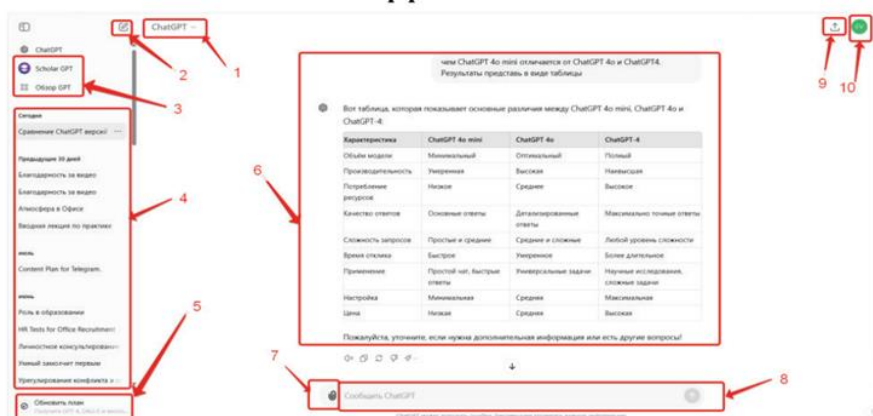 ChatGPT
1
2
9
10
ChatGPT
Scholar GPT
Обзор GPT
3
Сегодня
Сравнение ChatGPT версий
Предыдущие 30 дней
Благодарность за видео
Благодарность за видео
Атмосфера в Офисе
Вводная лекция по практике
4
июль
Content Plan for Telegram.
июнь
Роль в образовании
HR Tests for Office Recruitment
Личностное консультирование
Умный замолчит первым
Урегулирование конфликта и
5
Обновить план
6
чем ChatGPT 4o mini отличается от ChatGPT 4o и ChatGPT4.
Результаты представь в виде таблицы
Вот таблица, которая показывает основные различия между ChatGPT 4o mini, ChatGPT 4o и
ChatGPT-4:
Характеристика ChatGPT 4o mini ChatGPT 4o ChatGPT-4
Объём модели Минимальный Оптимальный Полный
Производительность Умеренная Высокая Наивысшая
Потребление ресурсов Низкое Среднее Высокое
Качество ответов Основные ответы Детализированные ответы Максимально точные ответы
Сложность запросов Простые и средние Средние и сложные Любой уровень сложности
Время отклика Быстрое Умеренное Более длительное
Применение Простой чат, быстрые ответы Универсальные задачи Научные исследования, сложные задачи
Настройка Минимальная Средняя Максимальная
Цена Низкая Средняя Высокая
Пожалуйста, уточните, если нужна дополнительная информация или есть другие вопросы!
7
Сообщить ChatGPT
8